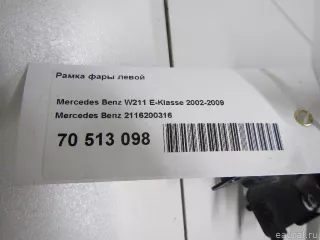 Рамка фары левой
Mercedes Benz W211 E-Klasse 2002-2009
Mercedes Benz 2116200316
70 513 098